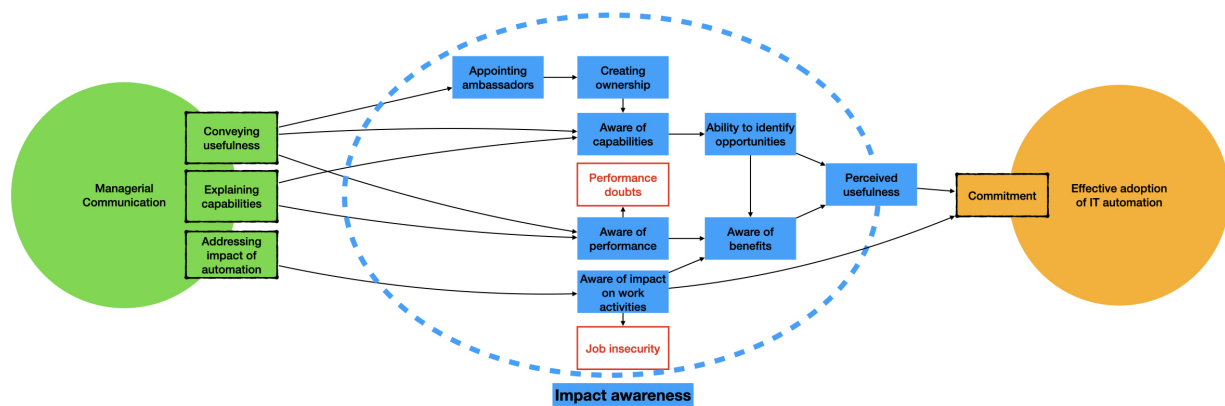 Managerial
Communication
Conveying
usefulness
Explaining
capabilities
Addressing
impact of
automation
Appointing
ambassadors
Creating
ownership
Aware of
capabilities
Ability to identify
opportunities
Performance
doubts
Aware of
performance
Aware of
benefits
Aware of impact
on work
activities
Job insecurity
Perceived
usefulness
Commitment
Effective adoption
of IT automation
Impact awareness